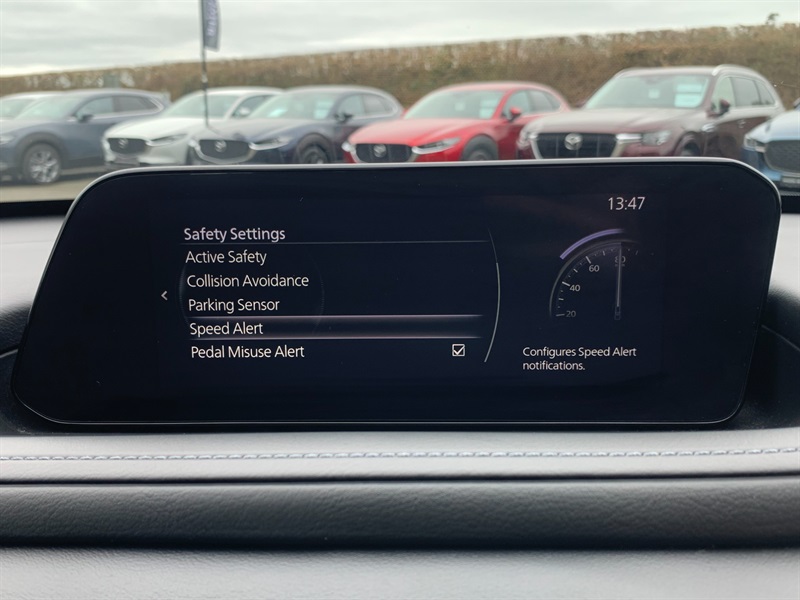 13:47
Safety Settings
Active Safety
Collision Avoidance
Parking Sensor
Speed Alert
Pedal Misuse Alert
20
40
60
80
Configures Speed Alert
notifications.